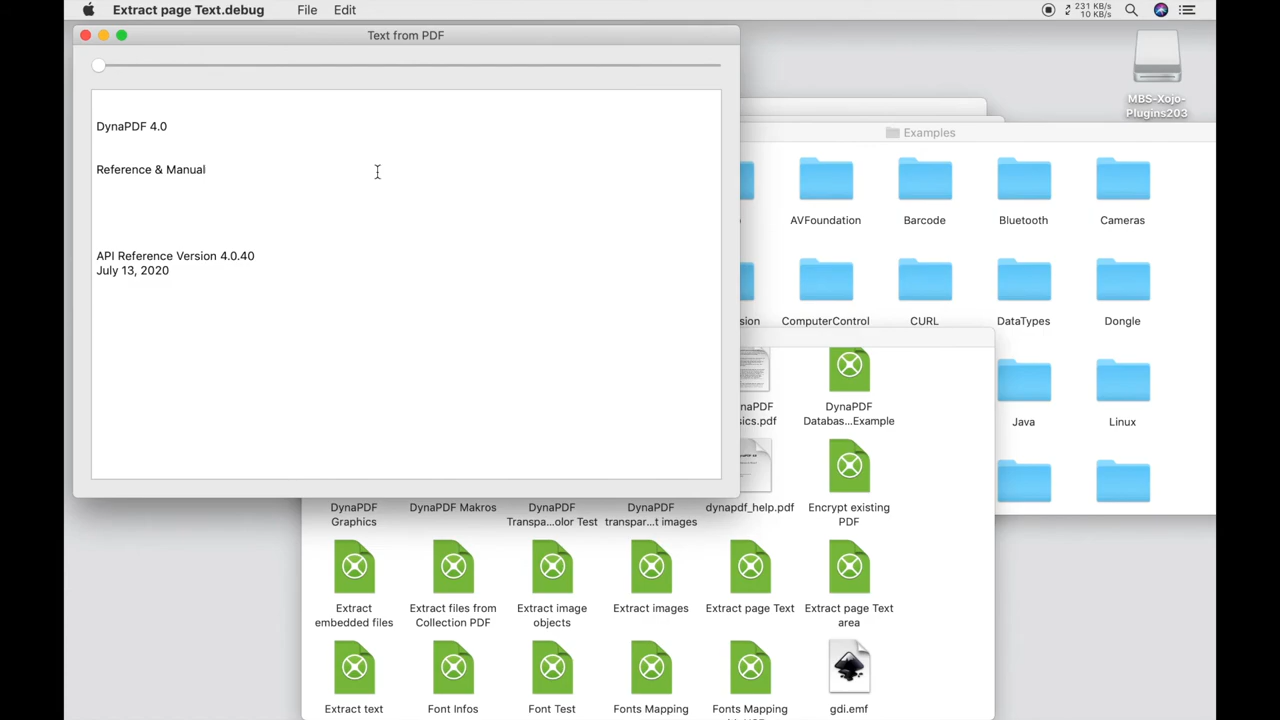 Extract page Text.debug File Edit
231 KB/s
10 KB/s
Text from PDF
DynaPDF 4.0
Reference & Manual
API Reference Version 4.0.40
July 13, 2020
MBS-Xojo-
Plugins203
Examples
AVFoundation Barcode Bluetooth Cameras
sion ComputerControl CURL DataTypes Dongle
Java Linux
naPDF
sics.pdf
DynaPDF
Databas...Example
DynaPDF
Graphics
DynaPDF Makros
DynaPDF
Transpa...olor Test
DynaPDF
transpar...t images
dynapdf_help.pdf
Encrypt existing
PDF
Extract
embedded files
Extract files from
Collection PDF
Extract image
objects
Extract images
Extract page Text
Extract page Text
area
Extract text
Font Infos
Font Test
Fonts Mapping
Fonts Mapping
gdi.emf